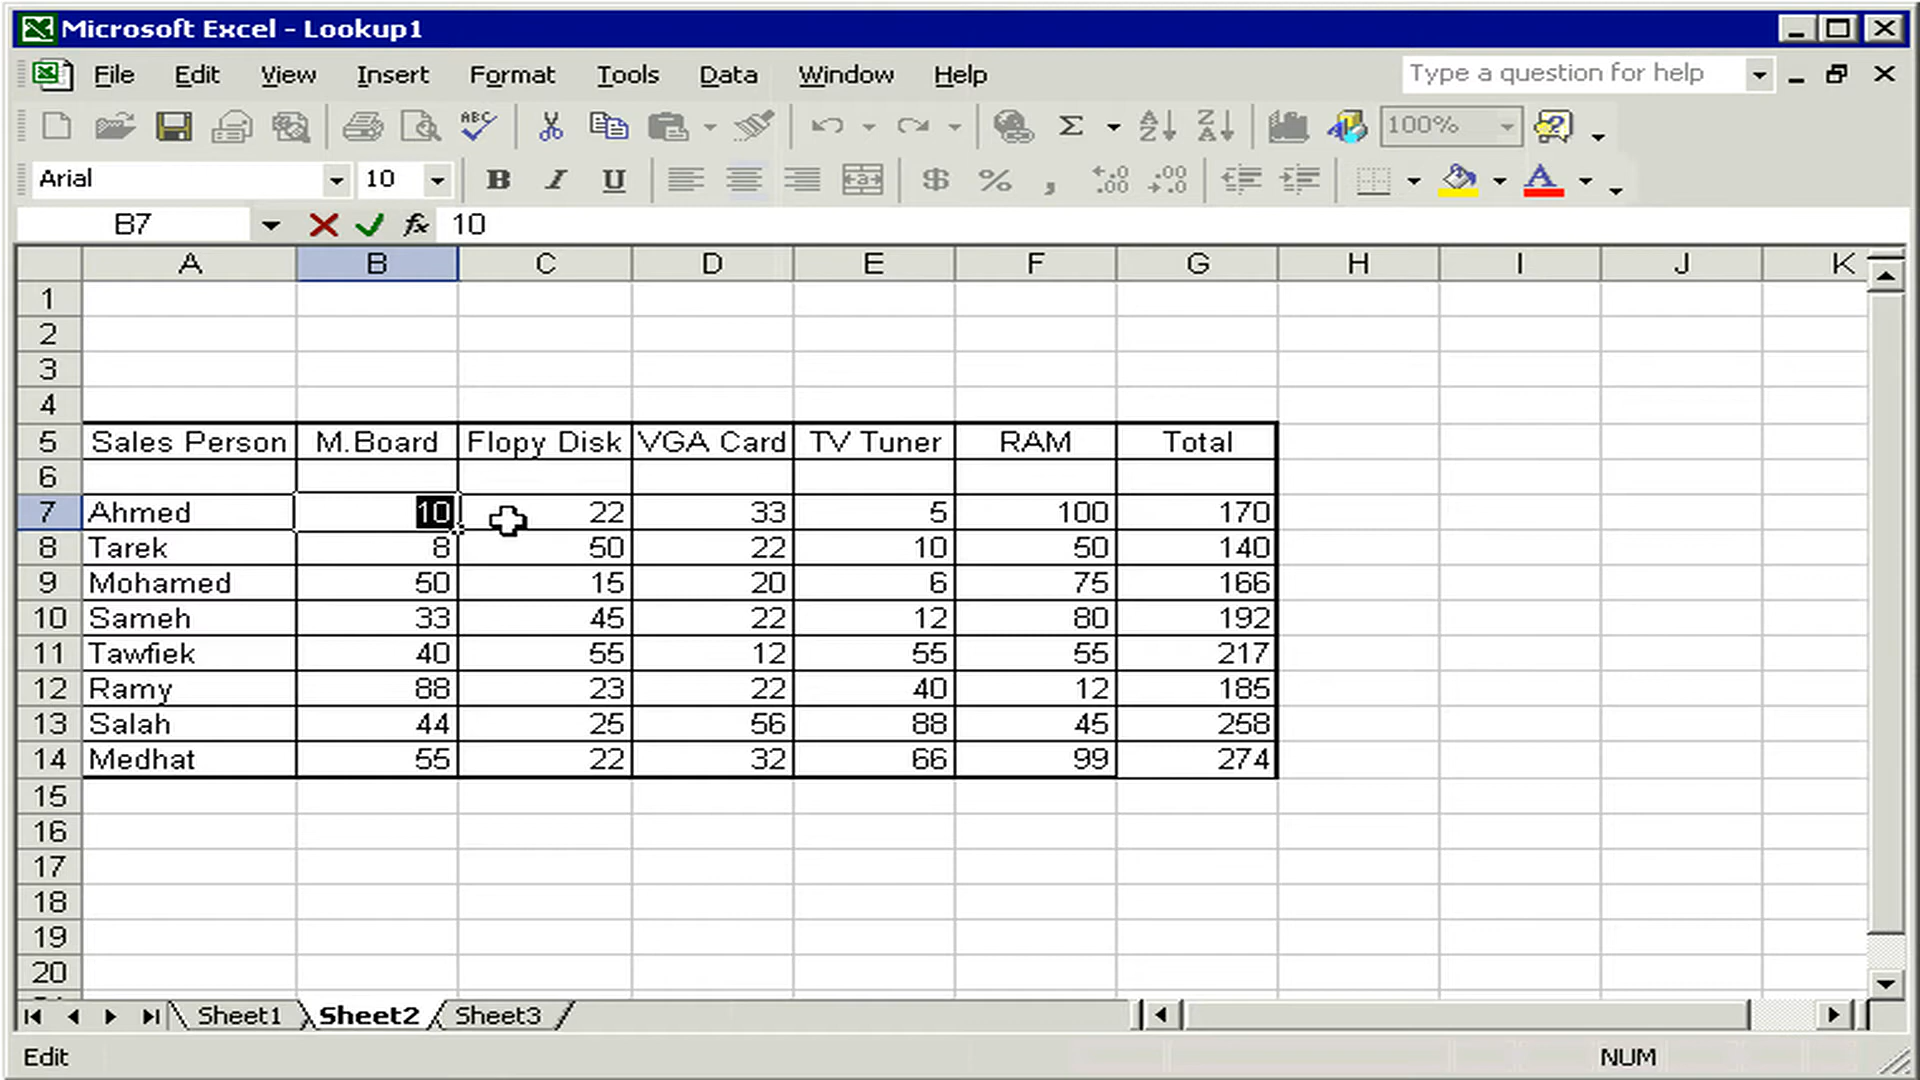 Microsoft Excel - Lookup1
File Edit View Insert Format Tools Data Window Help Type a question for help
ABC Σ A Z Z A 100% ?
Arial 10 B I U a $ % , .00 .00 A
B7 fx 10
A B C D E F G H I J K
1
2
3
4
5 Sales Person M.Board Flopy Disk VGA Card TV Tuner RAM Total
6
7 Ahmed 10 22 33 5 100 170
8 Tarek 8 50 22 10 50 140
9 Mohamed 50 15 20 6 75 166
10 Sameh 33 45 22 12 80 192
11 Tawfiek 40 55 12 55 55 217
12 Ramy 88 23 22 40 12 185
13 Salah 44 25 56 88 45 258
14 Medhat 55 22 32 66 99 274
15
16
17
18
19
20
Sheet1 Sheet2 Sheet3
Edit NUM